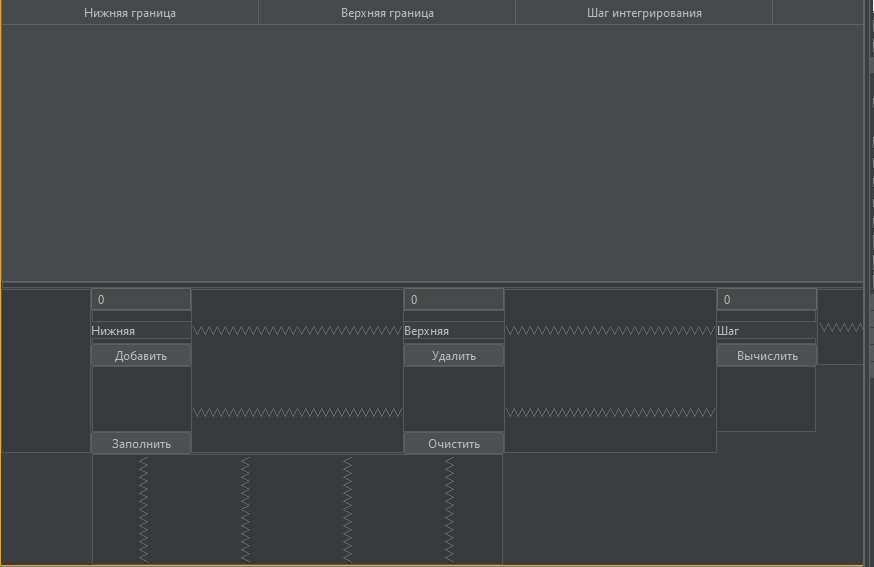 Нижняя граница Верхняя граница Шаг интегрирования
0 0 0
Нижняя Верхняя Шаг
Добавить Удалить Вычислить
Заполнить Очистить